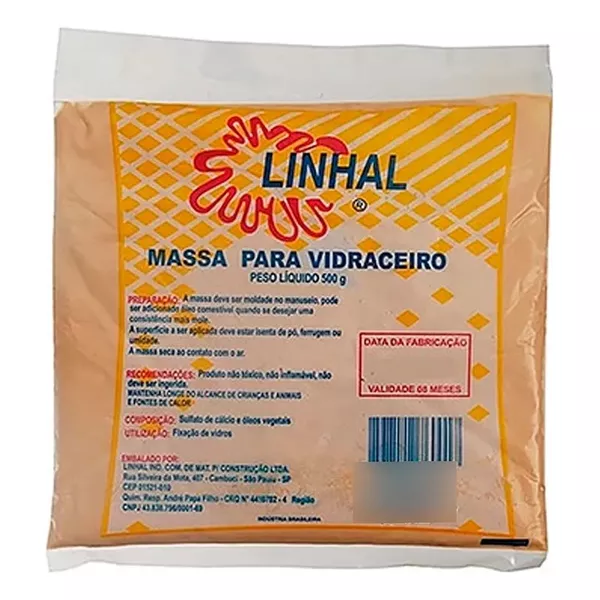 LINHAL
®
MASSA PARA VIDRACEIRO
PESO LÍQUIDO 500 g
PREPARAÇÃO: A massa deve ser moldade no manuseio, pode
ser adicionado óleo comestível quando se desejar uma
consistência mais mole.
A superfície a ser aplicada deve estar isenta de pó, ferrugem ou
umidade.
A massa seca ao contato com o ar.
RECOMENDAÇÕES: Produto não tóxico, não inflamável, não
deve ser ingerida.
MANTENHA LONGE DO ALCANCE DE CRIANÇAS E ANIMAIS
E FONTES DE CALOR
COMPOSIÇÃO: Sulfato de cálcio e óleos vegetais
UTILIZAÇÃO: Fixação de vidros
DATA DA FABRICAÇÃO
VALIDADE 06 MESES
EMBALADO POR:
LINHAL IND. COM. DE MAT. P/ CONSTRUÇÃO LTDA.
Rua Silveira da Mota, 407 - Cambuci - São Paulo - SP
CEP 01521-010
Quim. Resp. André Papa Filho - CRQ Nº 4416782 - 4 Região
CNPJ 43.838.796/0001-69
INDÚSTRIA BRASILEIRA